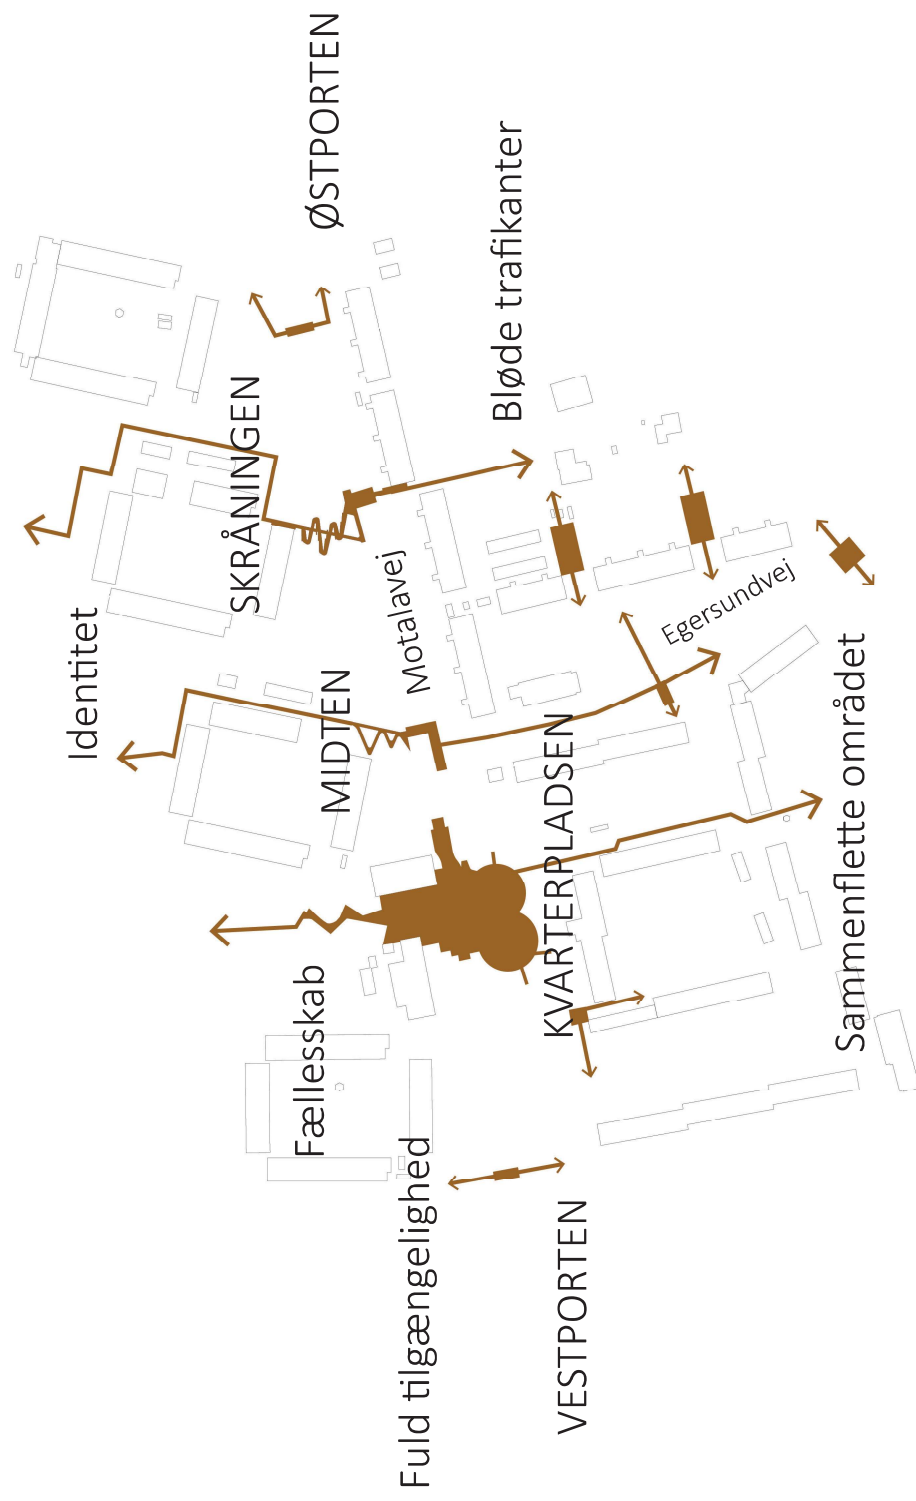 Identitet
SKRÅNINGEN
ØSTPORTEN
MIDTEN
Motalavej
Bløde trafikanter
Fællesskab
KVARTERPLADSEN
Egersundvej
Fuld tilgængelighed
VESTPORTEN
Sammenflette området